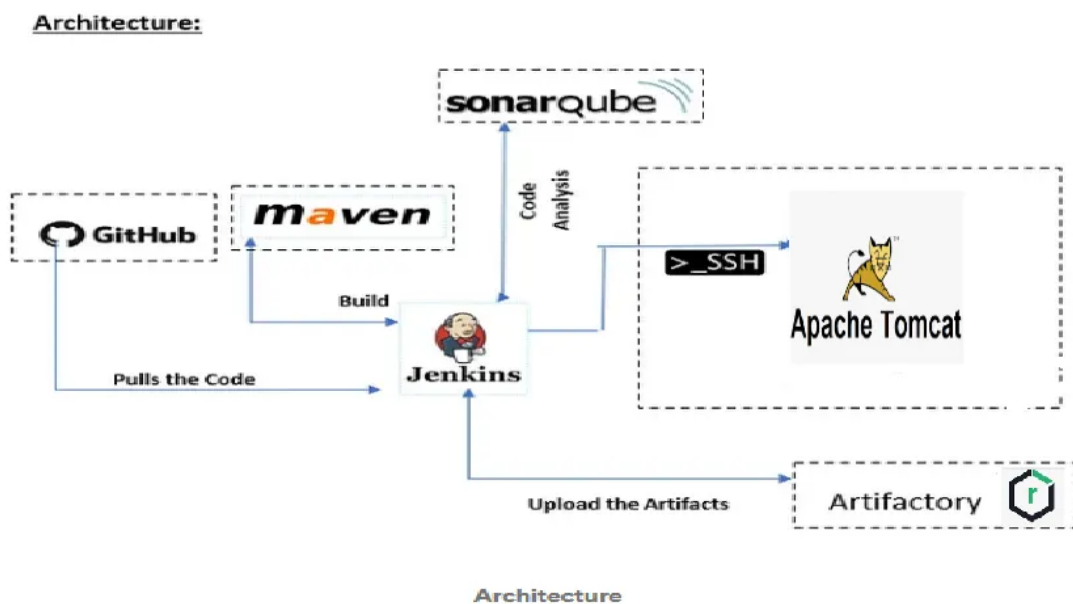 Architecture:
sonarqube
Code
Analysis
GitHub
maven
>_SSH
Build
Apache Tomcat
Jenkins
Pulls the Code
Upload the Artifacts
Artifactory
r
Architecture